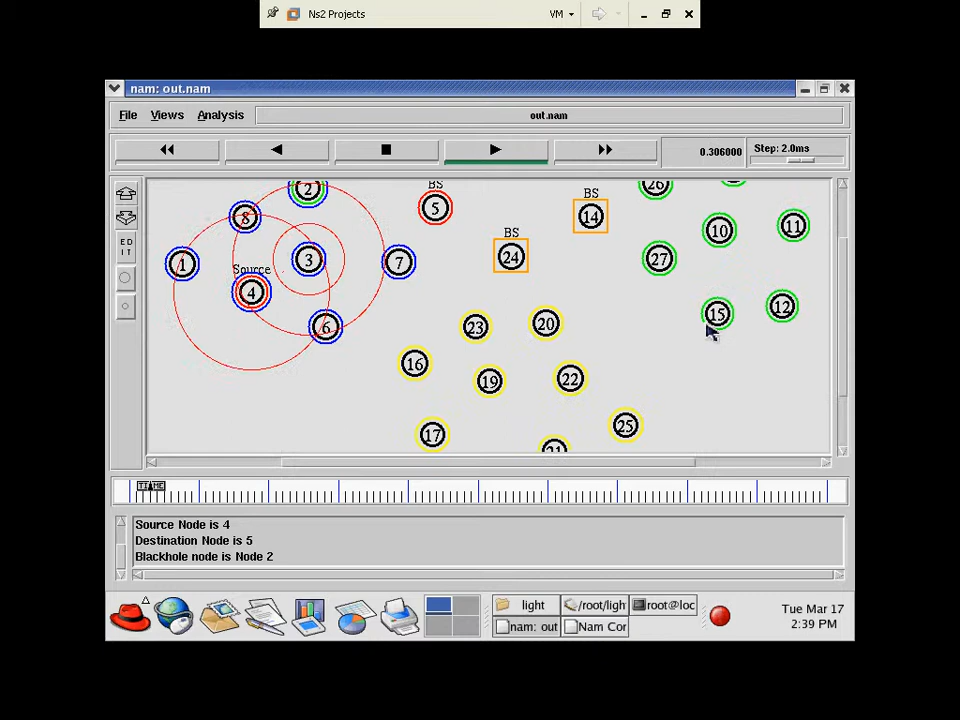 Ns2 Projects VM
nam: out.nam
File Views Analysis out.nam
0.306000 Step: 2.0ms
BS
BS
2 5 26
8 14 10 11
BS
1 3 7 24 27
Source
4
6 23 20 15 12
16 19 22
17 25 21
ED
IT
TIME
Source Node is 4
Destination Node is 5
Blackhole node is Node 2
light /root/ligh root@loc
nam: out Nam Cor
Tue Mar 17
2:39 PM